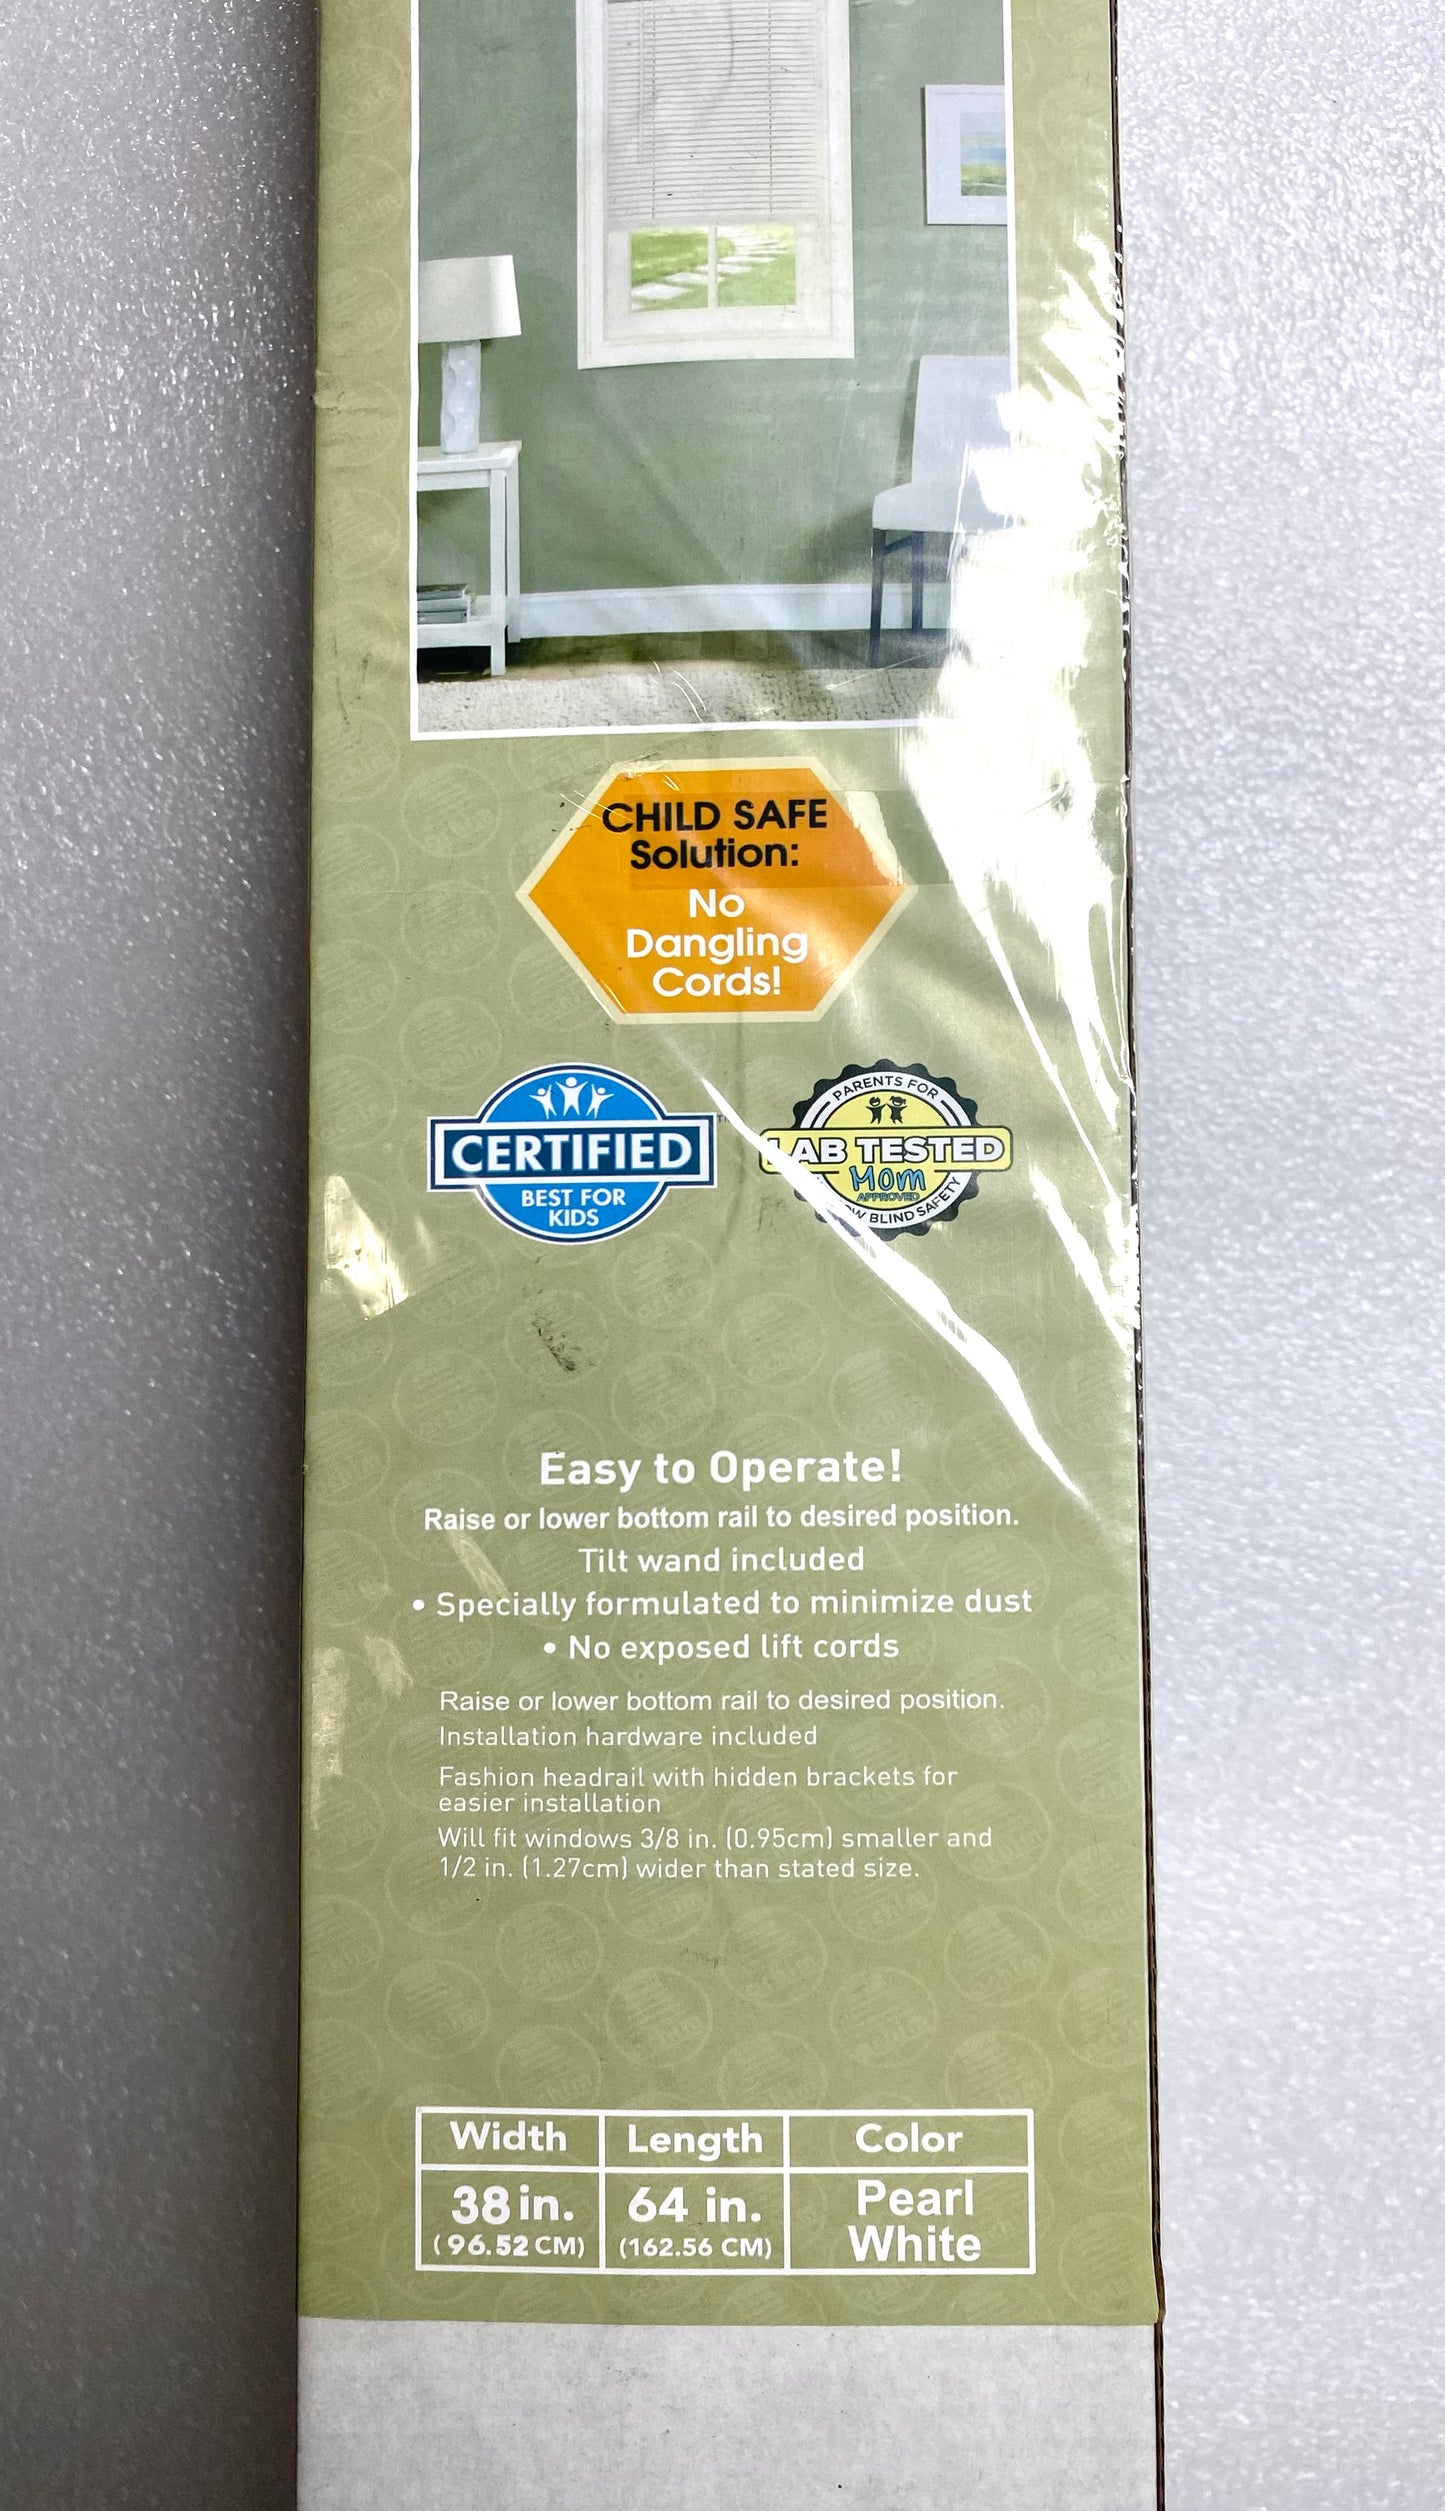 CHILD SAFE
Solution:
No
Dangling
Cords!
CERTIFIED
BEST FOR
KIDS
TM
PARENTS FOR
LAB TESTED
Mom
APPROVED
BLIND SAFETY
Easy to Operate!
Raise or lower bottom rail to desired position.
Tilt wand included
• Specially formulated to minimize dust
• No exposed lift cords
Raise or lower bottom rail to desired position.
Installation hardware included
Fashion headrail with hidden brackets for
easier installation
Will fit windows 3/8 in. (0.95cm) smaller and
1/2 in. (1.27cm) wider than stated size.
Width Length Color
38 in. 64 in. Pearl
(96.52 CM) (162.56 CM) White